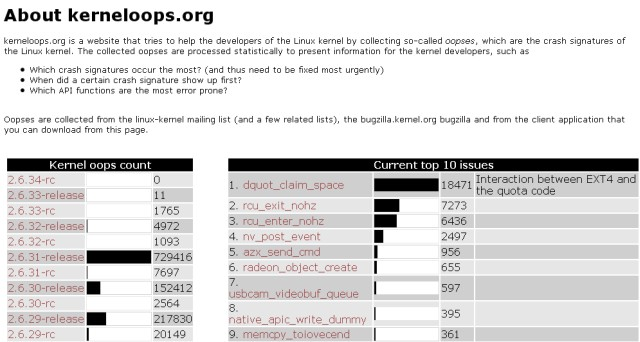 About kerneloops.org
kerneloops.org is a website that tries to help the developers of the Linux kernel by collecting so-called oopses, which are the crash signatures of
the Linux kernel. The collected oopses are processed statistically to present information for the kernel developers, such as
Which crash signatures occur the most? (and thus need to be fixed most urgently)
When did a certain crash signature show up first?
Which API functions are the most error prone?
Oopses are collected from the linux-kernel mailing list (and a few related lists), the bugzilla.kernel.org bugzilla and from the client application that
you can download from this page.
Kernel oops count
2.6.34-rc 0
2.6.33-release 11
2.6.33-rc 1765
2.6.32-release 4972
2.6.32-rc 1093
2.6.31-release 729416
2.6.31-rc 7697
2.6.30-release 152412
2.6.30-rc 2564
2.6.29-release 217830
2.6.29-rc 20149
Current top 10 issues
1. dquot_claim_space 18471 Interaction between EXT4 and
the quota code
2. rcu_exit_nohz 7273
3. rcu_enter_nohz 6436
4. nv_post_event 2497
5. azx_send_cmd 956
6. radeon_object_create 655
7.
usbcam_videobuf_queue 597
8.
native_apic_write_dummy 395
9. memcpy_toiovecend 361